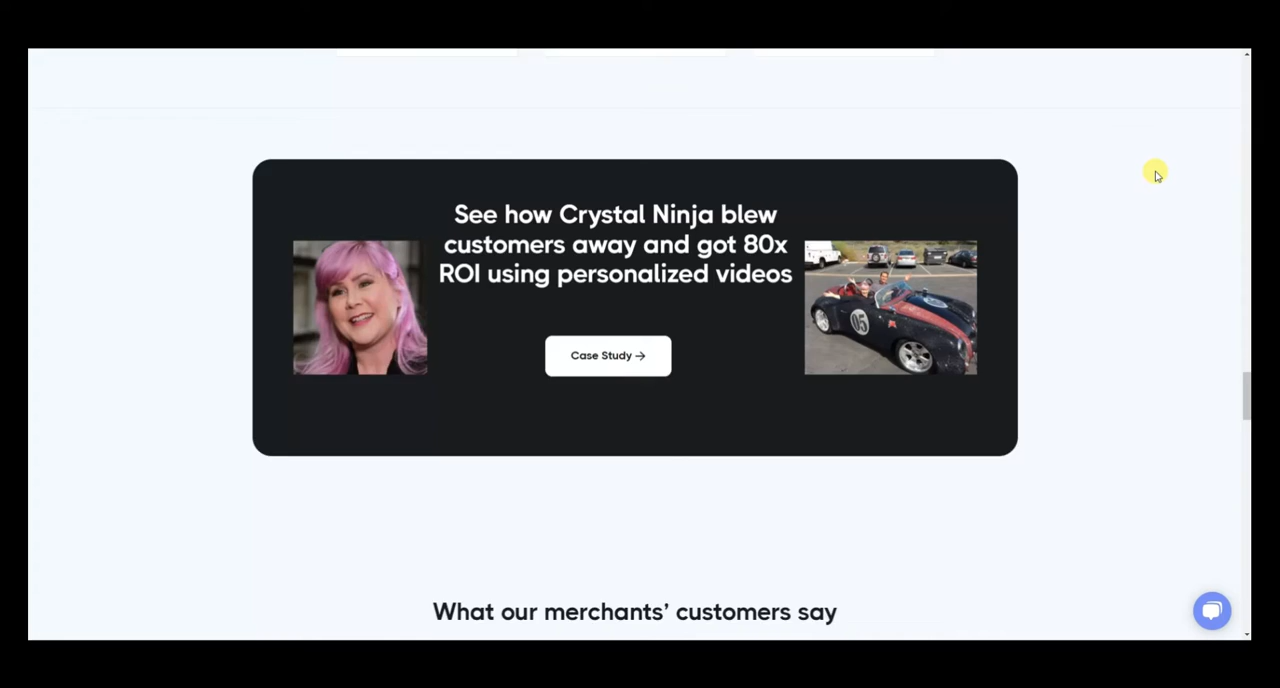 See how Crystal Ninja blew
customers away and got 80x
ROI using personalized videos
05
Case Study →
What our merchants’ customers say